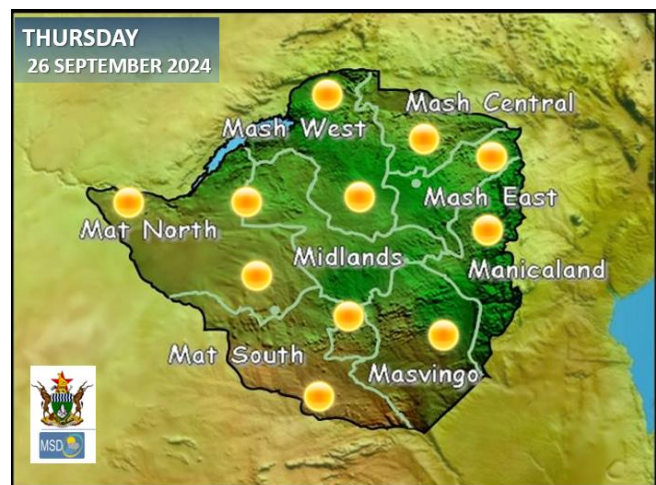 THURSDAY
26 SEPTEMBER 2024
Mash Central
Mash West
Mash East
Mat North
Midlands
Manicaland
Mat South
Masvingo
MSD